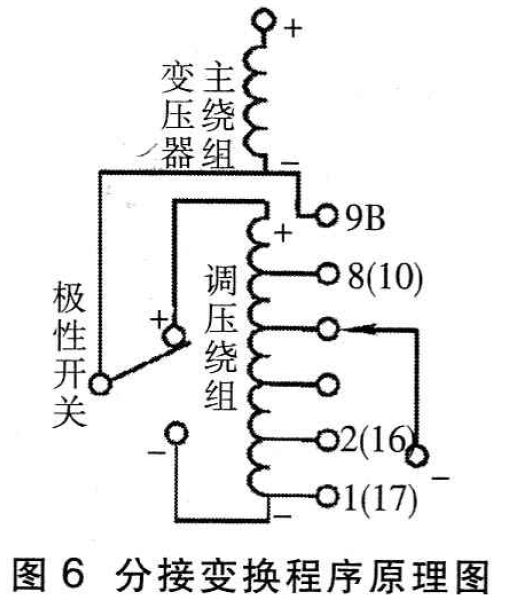 +
变压器
主绕组
-
9B
+
8(10)
调压绕组
极性开关
+
2(16)
-
-
1(17)
-
图 6 分接变换程序原理图